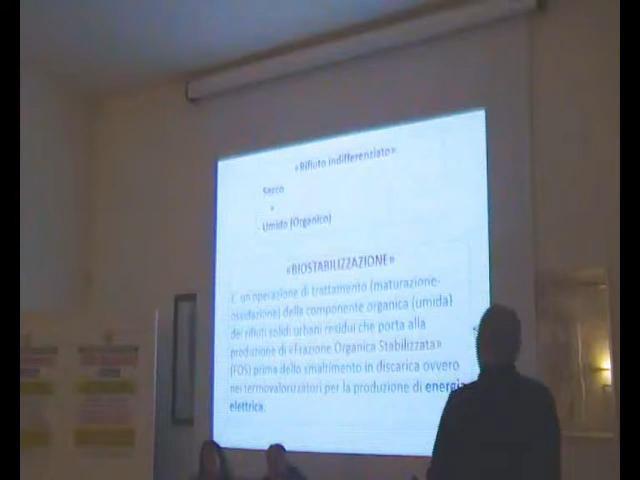 «Rifiuto indifferenziato»
Secco
+
Umido (Organico)
«BIOSTABILIZZAZIONE»
E' un operazione di trattamento (maturazione-
ossidazione) della componente organica (umida)
dei rifiuti solidi urbani residui che porta alla
produzione di «Frazione Organica Stabilizzata»
(FOS) prima dello smaltimento in discarica ovvero
nei termovalorizzatori per la produzione di energia
elettrica.